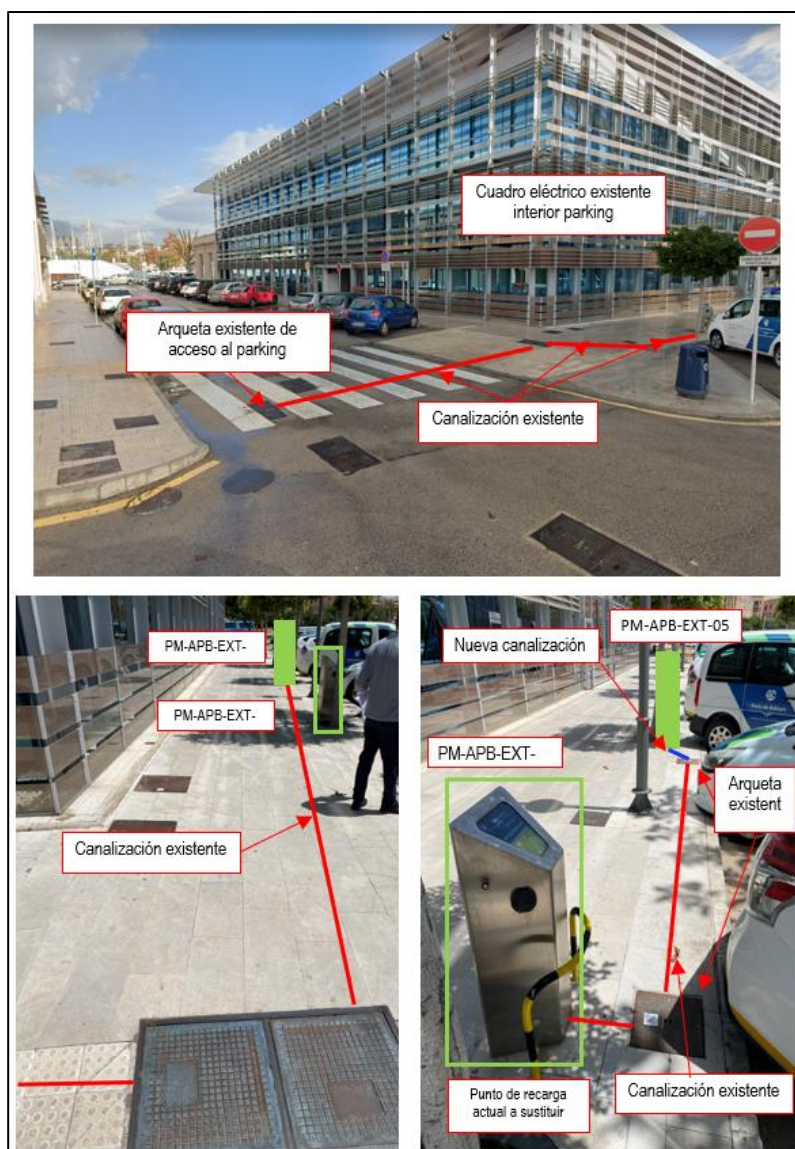 Cuadro eléctrico existente
interior parking
Arqueta existente de
acceso al parking
Canalización existente
PM-APB-EXT-
PM-APB-EXT-
Canalización existente
PM-APB-EXT-05
Nueva canalización
PM-APB-EXT-
Arqueta
existent
Canalización existente
Punto de recarga
actual a sustituir